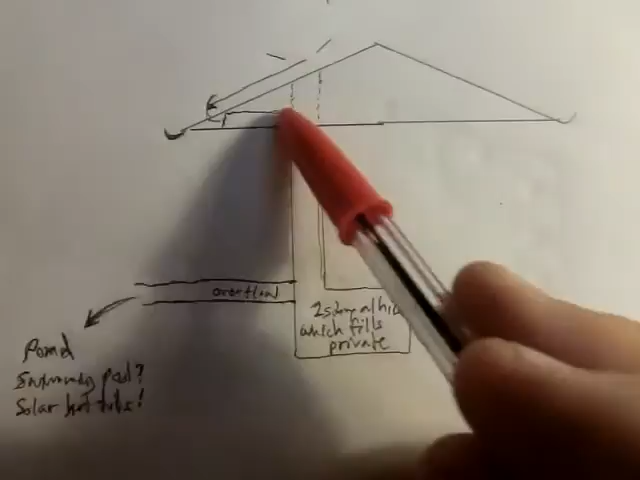 overflow
which fills
private
Pond
Swimming pool?
Solar hot tubs!